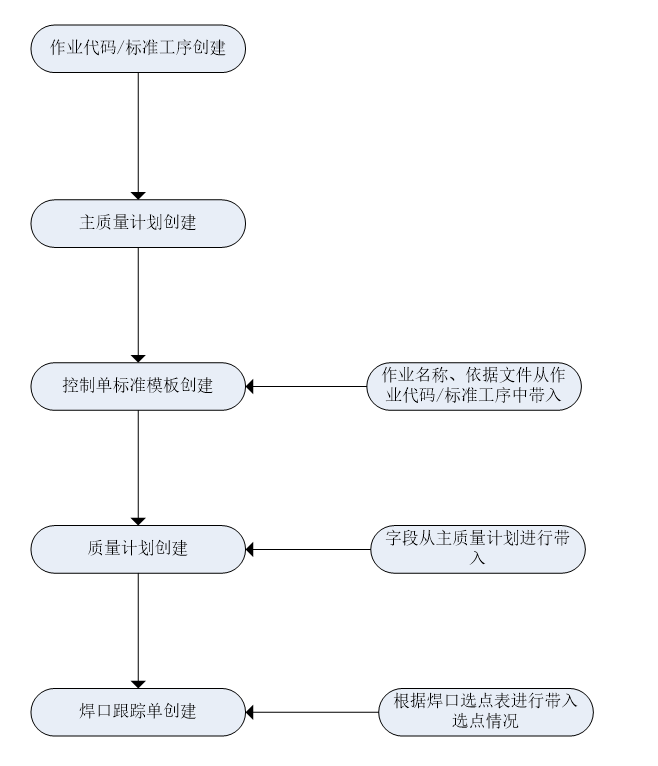 作业代码/标准工序创建
主质量计划创建
控制单标准模板创建
作业名称、依据文件从作
业代码/标准工序中带入
质量计划创建
字段从主质量计划进行带
入
焊口跟踪单创建
根据焊口选点表进行带入
选点情况